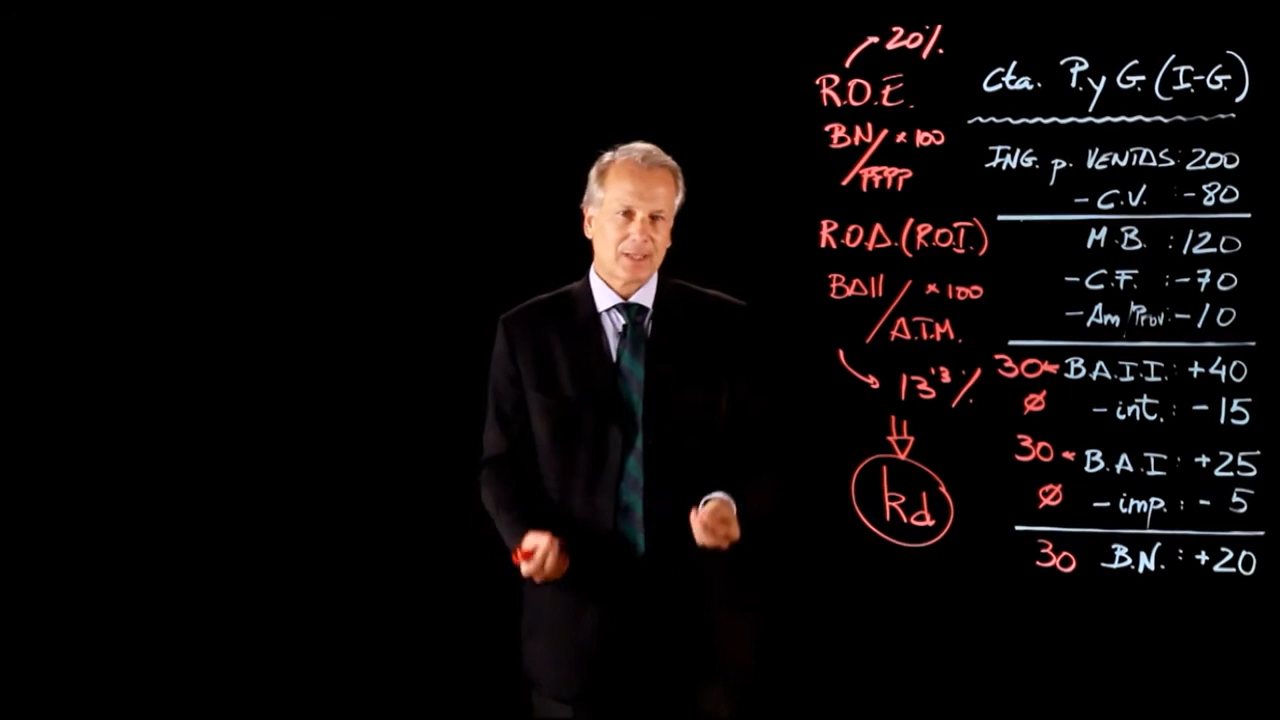 20%
R.O.E.
BN/FFPP × 100
R.O.A. (R.O.I.)
BAII/A.T.M. × 100
13'3%
kd
Cta. P. y G. (I-G)
ING. p. VENTAS: 200
- C.V. : -80
M.B. : 120
- C.F. : -70
- Am/Prov: -10
30 B.A.I.I. : +40
Ø - int. : -15
30 B.A.I : +25
Ø - imp. : - 5
30 B.N. : +20